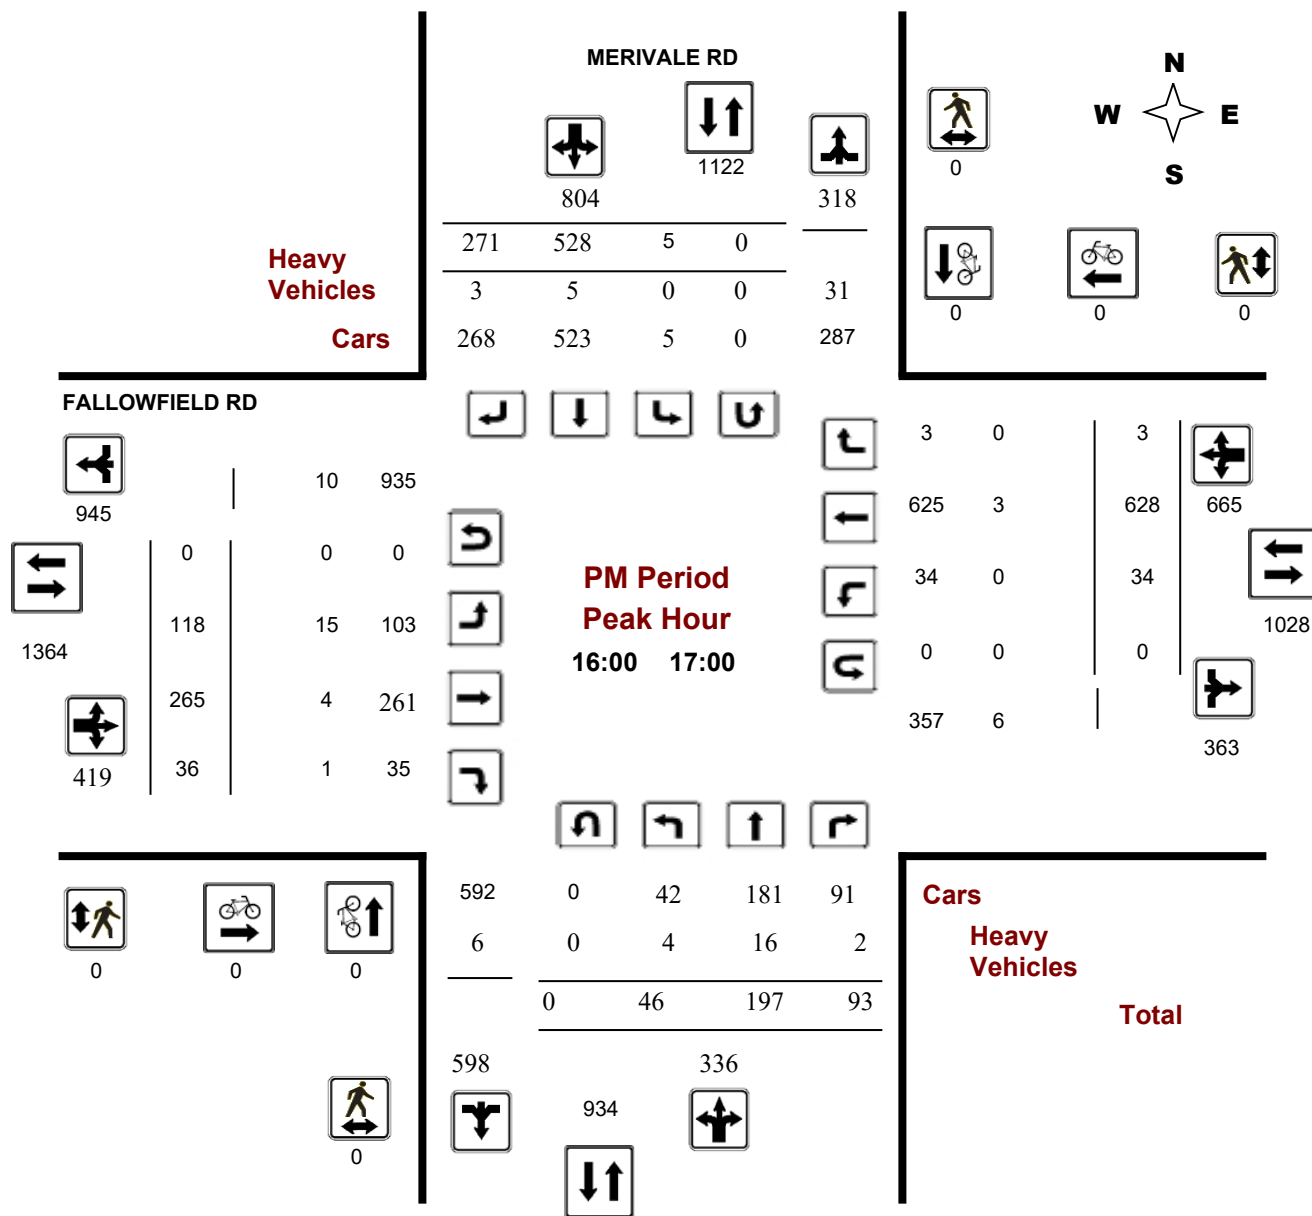 MERIVALE RD
N
W E
S
1122
0
804 318
271 528 5 0
Heavy
Vehicles
3 5 0 0 31
0 0 0
Cars 268 523 5 0 287
FALLOWFIELD RD
3 0 3
10 935
945
625 3 628 665
0 0 0
PM Period
34 0 34
Peak Hour
118 15 103
1028
1364
16:00 17:00
0 0 0
265 4 261
357 6
363
419 36 1 35
592 0 42 181 91 Cars
6 0 4 16 2 Heavy
Vehicles
0 0 0
0 46 197 93
Total
598 336
934
0